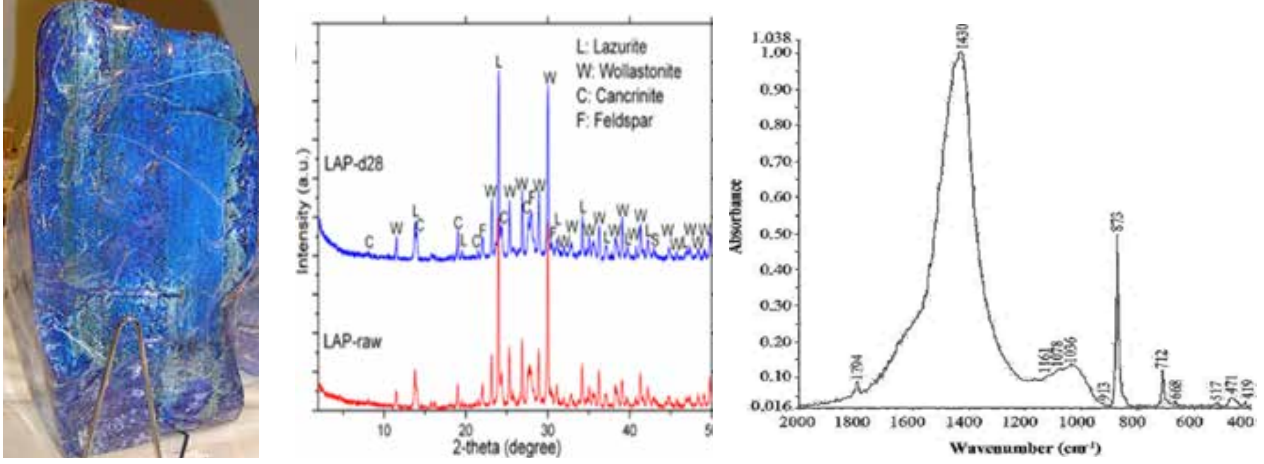 L
W
L: Lazurite
W: Wollastonite
C: Cancrinite
F: Feldspar
LAP-d28
C W L C C L C F W C W W C F W W L W L W L W W W L S W W W W
LAP-raw
Intensity (a.u.)
10 20 30 40 5
2-theta (degree)
1.038
1.00
0.90
0.80
0.70
0.60
0.50
0.40
0.30
0.20
0.10
0.016
Absorbance
1794
1430
1161
1078
1036
913
873
712
668
517
471
419
2000 1800 1600 1400 1200 1000 800 600 400
Wavenumber (cm⁻¹)